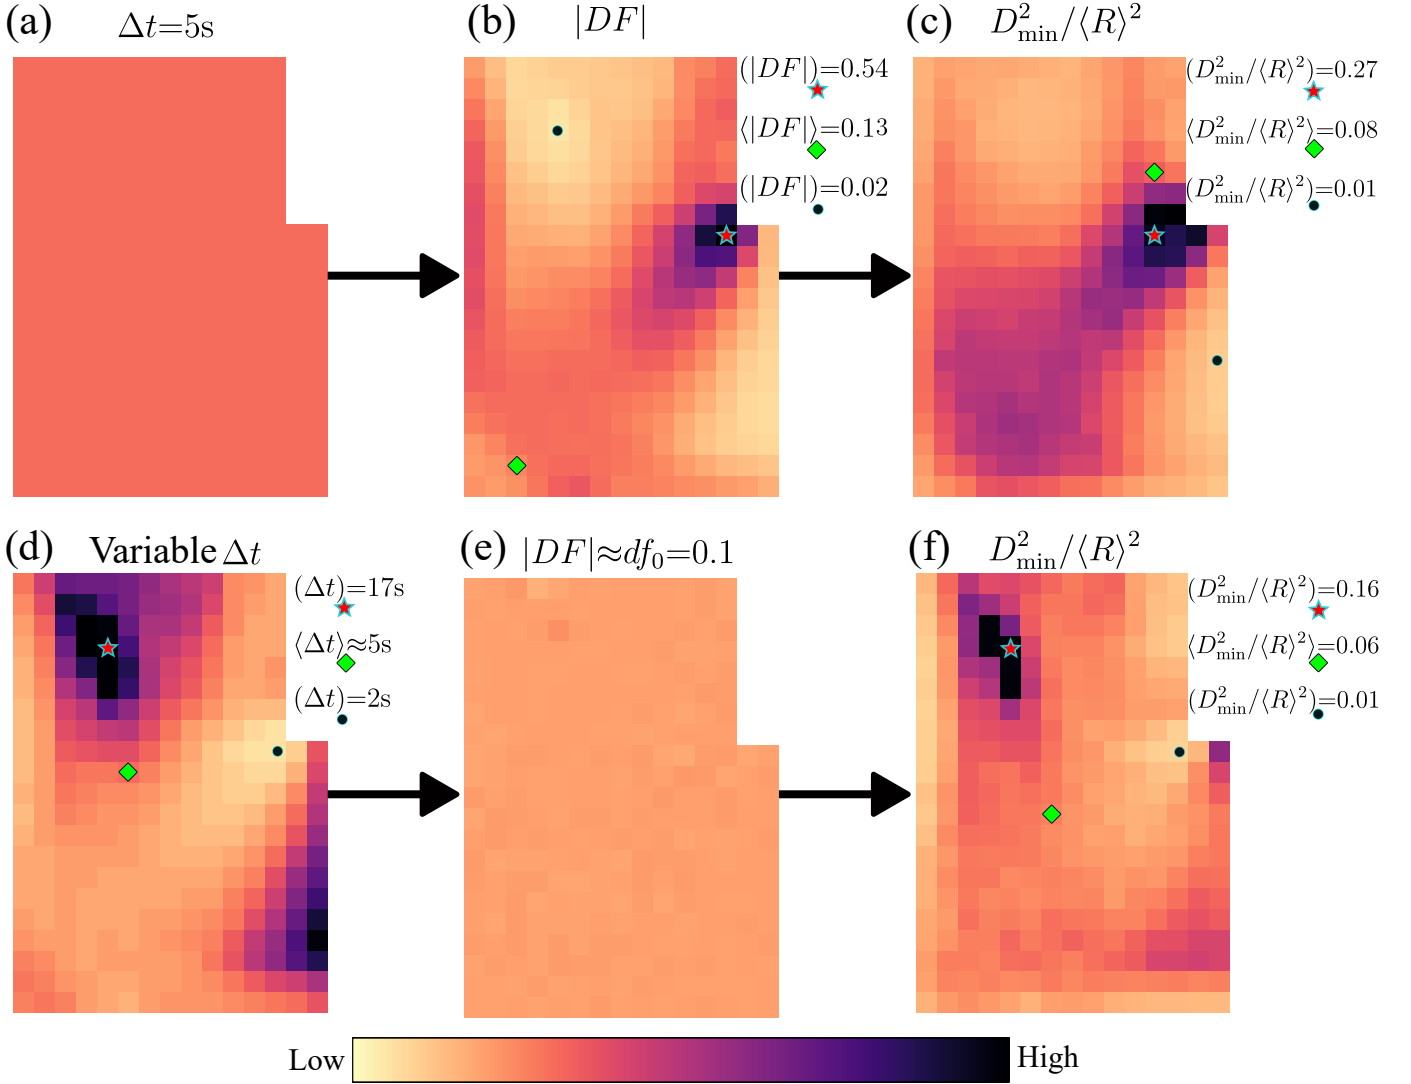 (a) Δt=5s
(b) |DF|
(|DF|)=0.54
⟨|DF|⟩=0.13
(|DF|)=0.02
(c) D²min/⟨R⟩²
(D²min/⟨R⟩²)=0.27
⟨D²min/⟨R⟩²⟩=0.08
(D²min/⟨R⟩²)=0.01
(d) Variable Δt
(Δt)=17s
⟨Δt⟩≈5s
(Δt)=2s
(e) |DF|≈df₀=0.1
(f) D²min/⟨R⟩²
(D²min/⟨R⟩²)=0.16
⟨D²min/⟨R⟩²⟩=0.06
(D²min/⟨R⟩²)=0.01
Low High